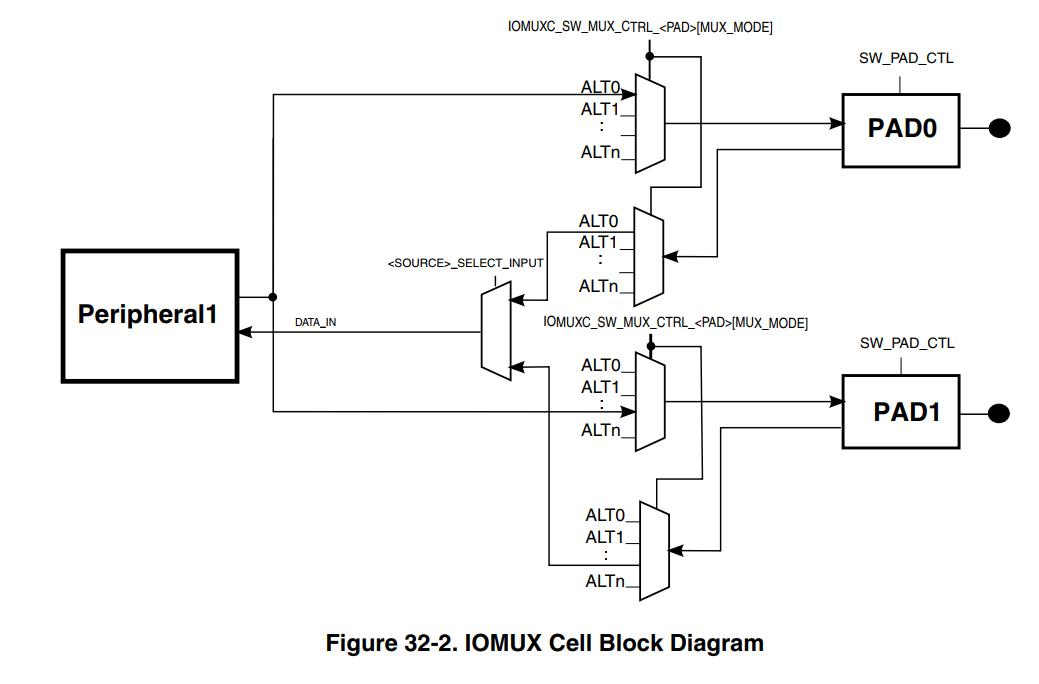 IOMUXC_SW_MUX_CTRL_<PAD>[MUX_MODE]
SW_PAD_CTL
ALT0
ALT1
:
ALTn
PAD0
ALT0
ALT1
:
ALTn
<SOURCE>_SELECT_INPUT
Peripheral1
DATA_IN
IOMUXC_SW_MUX_CTRL_<PAD>[MUX_MODE]
SW_PAD_CTL
ALT0
ALT1
:
ALTn
PAD1
ALT0
ALT1
:
ALTn
Figure 32-2. IOMUX Cell Block Diagram